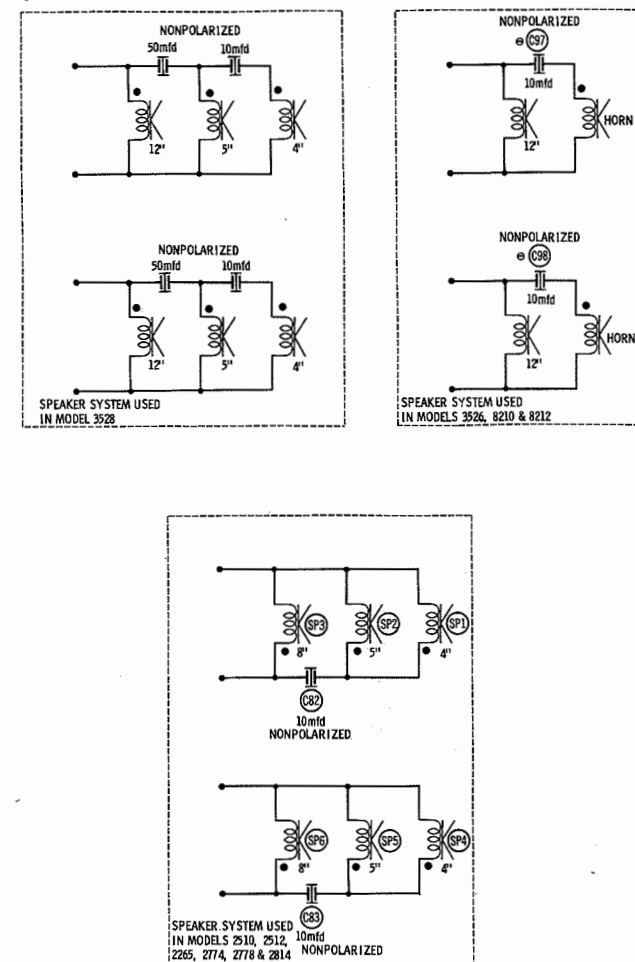 NONPOLARIZED
50mfd 10mfd
12" 5" 4"
NONPOLARIZED
50mfd 10mfd
12" 5" 4"
SPEAKER SYSTEM USED
IN MODEL 3528
NONPOLARIZED
⊖ C97
10mfd
HORN
12"
NONPOLARIZED
⊖ C98
10mfd
HORN
12"
SPEAKER SYSTEM USED
IN MODELS 3526, 8210 & 8212
SP3 SP2 SP1
8" 5" 4"
C82
10mfd
NONPOLARIZED
SP6 SP5 SP4
8" 5" 4"
C83
10mfd
NONPOLARIZED
SPEAKER SYSTEM USED
IN MODELS 2510, 2512,
2265, 2774, 2778 & 2814